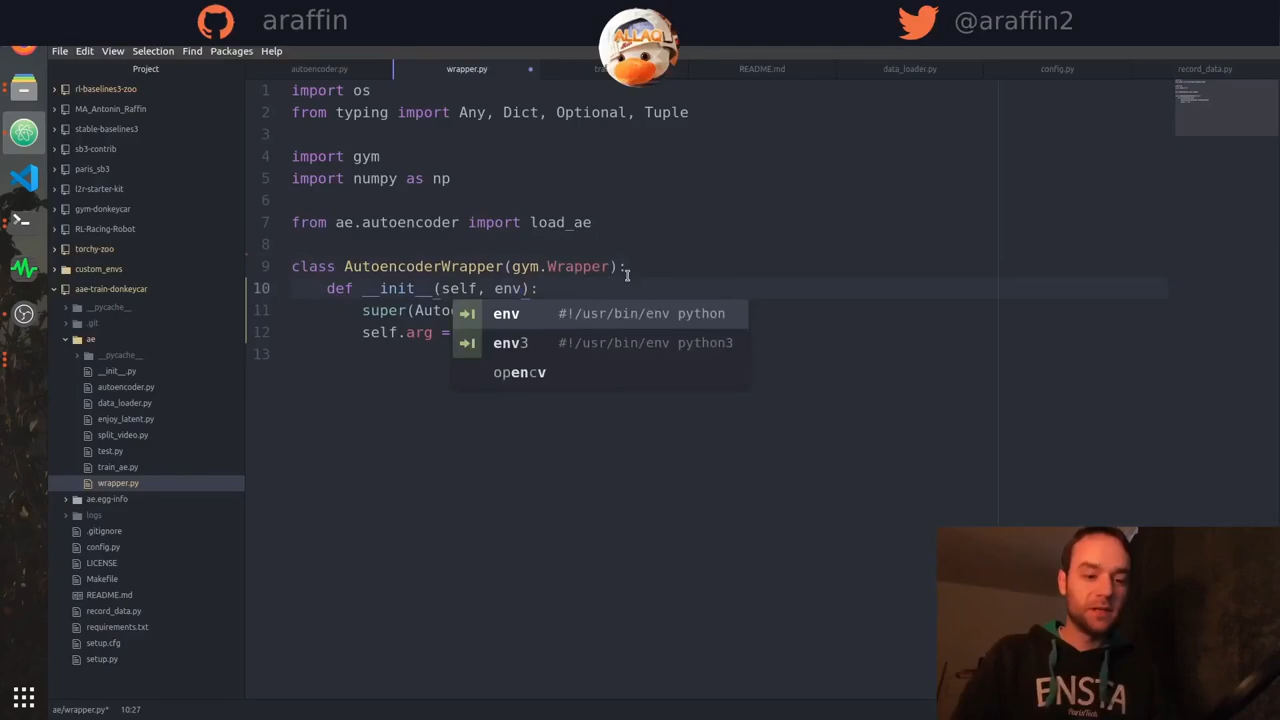 araffin
ALLAQ
@araffin2
File Edit View Selection Find Packages Help
Project
autoencoder.py
wrapper.py
README.md
data_loader.py
config.py
record_data.py
rl-baselines3-zoo
MA_Antonin_Raffin
stable-baselines3
sb3-contrib
paris_sb3
l2r-starter-kit
gym-donkeycar
RL-Racing-Robot
torchy-zoo
custom_envs
aae-train-donkeycar
__pycache__
.git
ae
__pycache__
__init__.py
autoencoder.py
data_loader.py
enjoy_latent.py
split_video.py
test.py
train_ae.py
wrapper.py
ae.egg-info
logs
.gitignore
config.py
LICENSE
Makefile
README.md
record_data.py
requirements.txt
setup.cfg
setup.py
1 import os
2 from typing import Any, Dict, Optional, Tuple
3
4 import gym
5 import numpy as np
6
7 from ae.autoencoder import load_ae
8
9 class AutoencoderWrapper(gym.Wrapper):
10 def __init__(self, env):
11 super(Auto
12 self.arg =
13
env #!/usr/bin/env python
env3 #!/usr/bin/env python3
opencv
ae/wrapper.py* 10:27
ENSTA
ParisTech